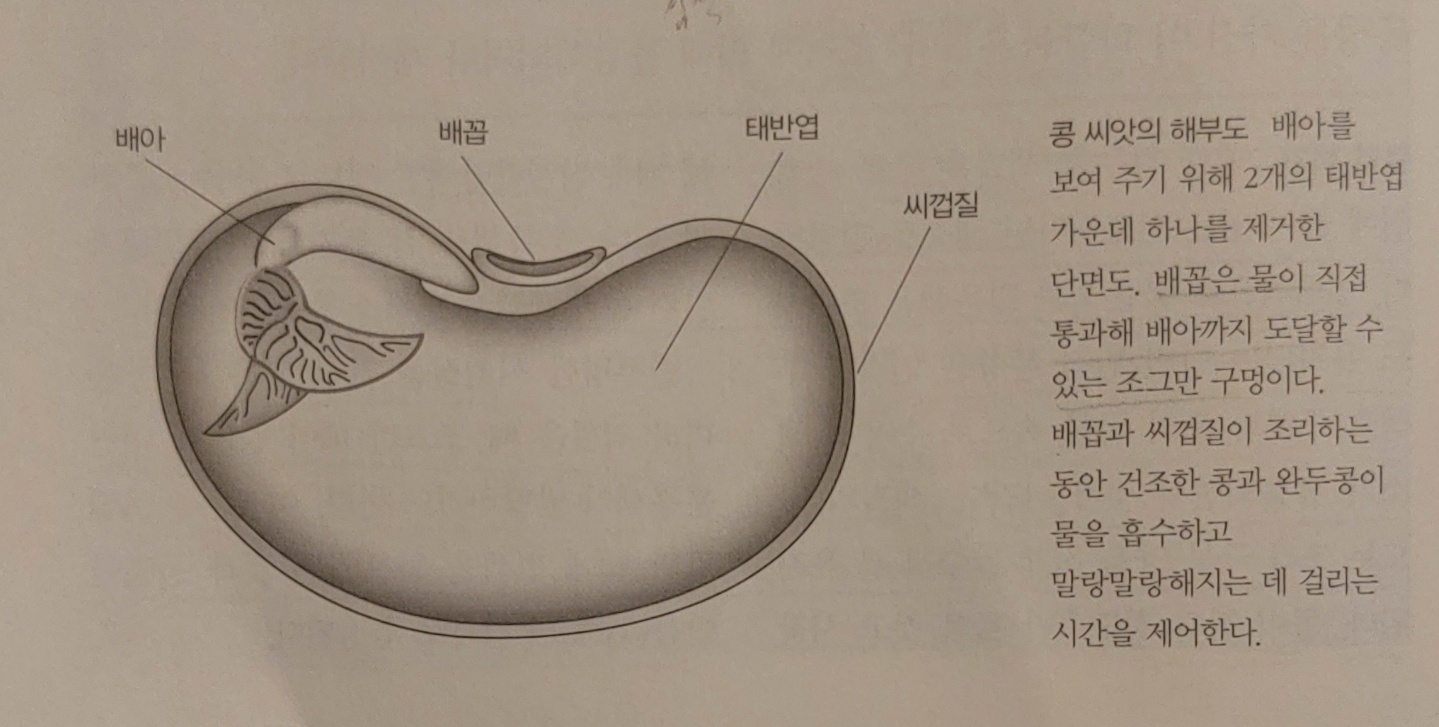 배아
배꼽
태반엽
씨껍질
콩 씨앗의 해부도 배아를
보여 주기 위해 2개의 태반엽
가운데 하나를 제거한
단면도. 배꼽은 물이 직접
통과해 배아까지 도달할 수
있는 조그만 구멍이다.
배꼽과 씨껍질이 조리하는
동안 건조한 콩과 완두콩이
물을 흡수하고
말랑말랑해지는 데 걸리는
시간을 제어한다.